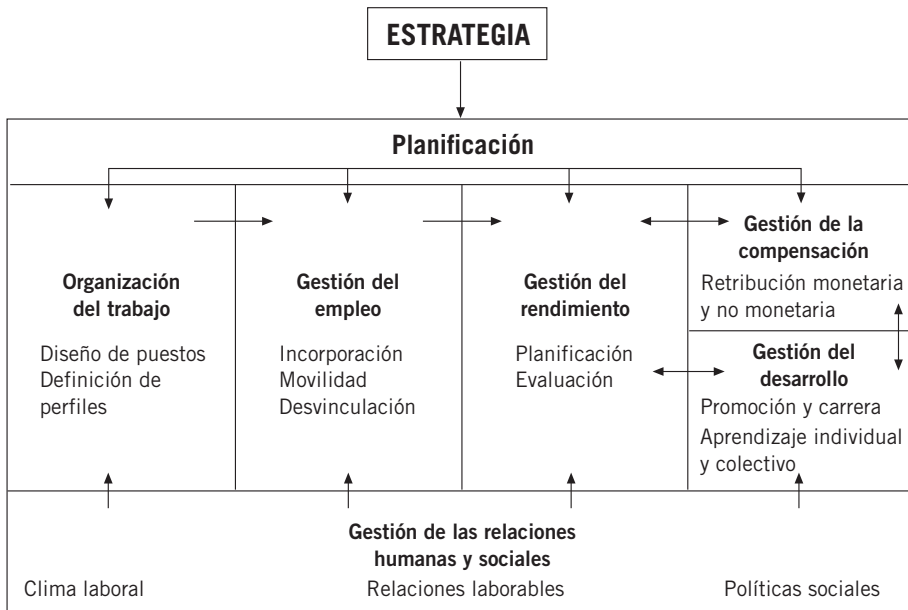 ESTRATEGIA
Planificación
Organización
del trabajo
Diseño de puestos
Definición de
perfiles
Gestión del
empleo
Incorporación
Movilidad
Desvinculación
Gestión del
rendimiento
Planificación
Evaluación
Gestión de la
compensación
Retribución monetaria
y no monetaria
Gestión del
desarrollo
Promoción y carrera
Aprendizaje individual
y colectivo
Gestión de las relaciones
humanas y sociales
Clima laboral
Relaciones laborables
Políticas sociales